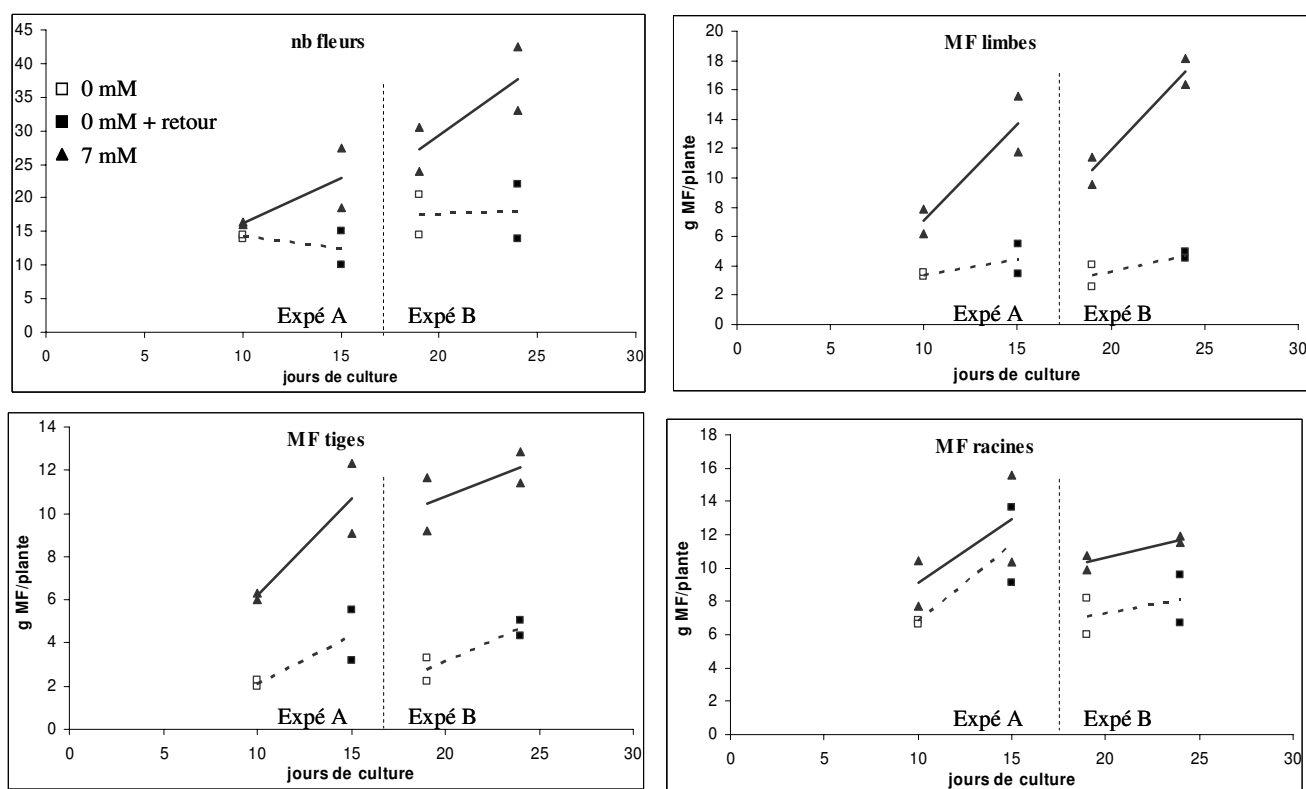 nb fleurs
45
40
35
30
25
20
15
10
5
0
0 mM
0 mM + retour
7 mM
Expé A
Expé B
0 5 10 15 20 25 30
jours de culture
MF limbes
g MF/plante
20
18
16
14
12
10
8
6
4
2
0
Expé A
Expé B
0 5 10 15 20 25 30
jours de culture
MF tiges
g MF/plante
14
12
10
8
6
4
2
0
Expé A
Expé B
0 5 10 15 20 25 30
jours de culture
MF racines
g MF/plante
18
16
14
12
10
8
6
4
2
0
Expé A
Expé B
0 5 10 15 20 25 30
jours de culture